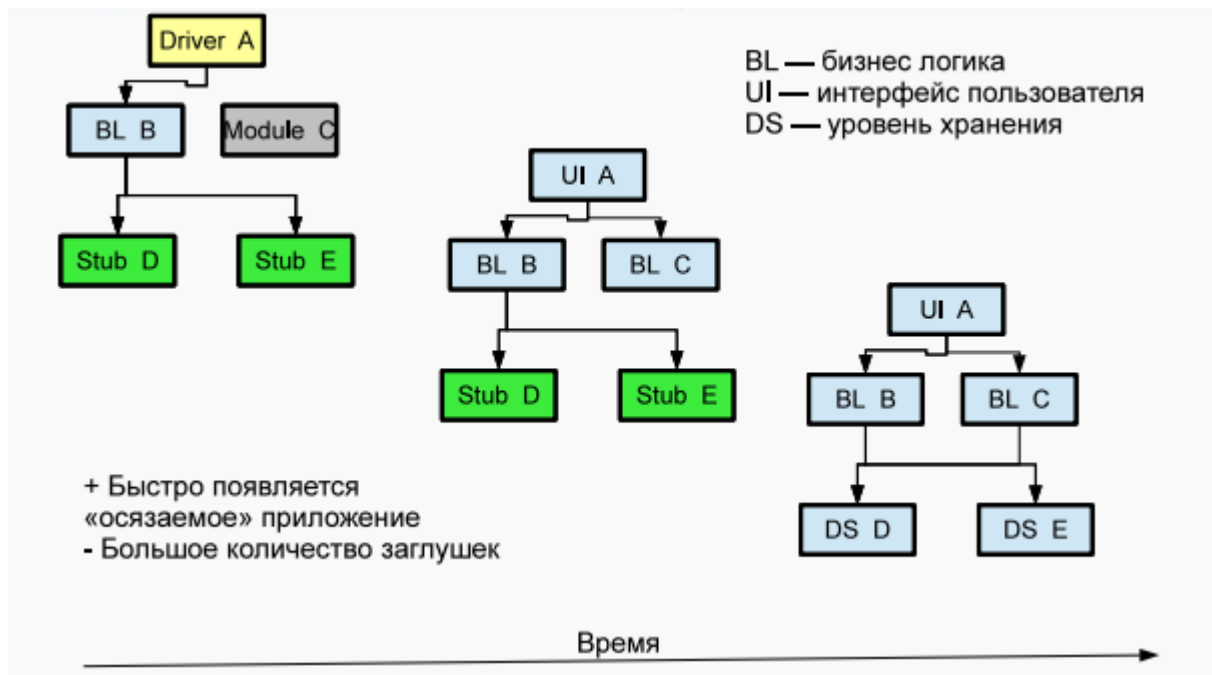 Driver A
BL B
Module C
Stub D
Stub E
BL — бизнес логика
UI — интерфейс пользователя
DS — уровень хранения
UI A
BL B
BL C
Stub D
Stub E
UI A
BL B
BL C
DS D
DS E
+ Быстро появляется
«осязаемое» приложение
- Большое количество заглушек
Время